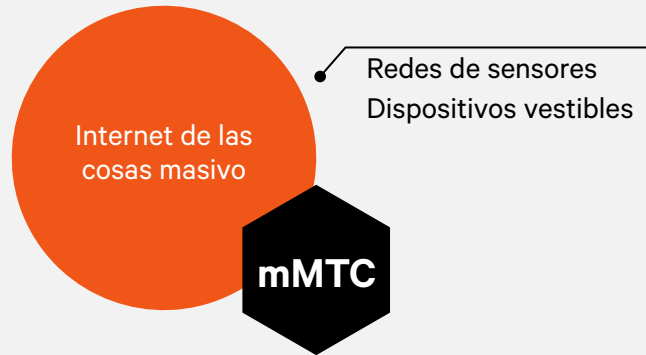 Redes de sensores
Dispositivos vestibles
Internet de las
cosas masivo
mMTC